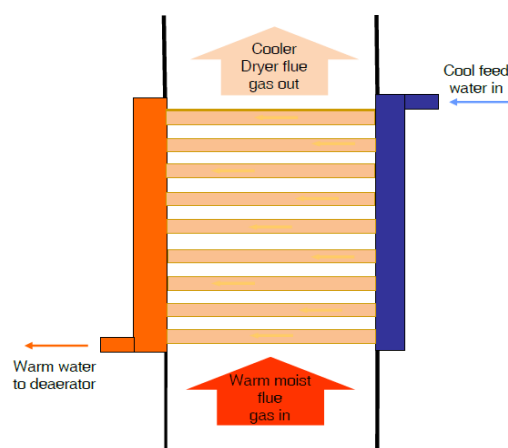 Cooler
Dryer flue
gas out
Cool feed
water in
Warm water
to deaerator
Warm moist
flue
gas in